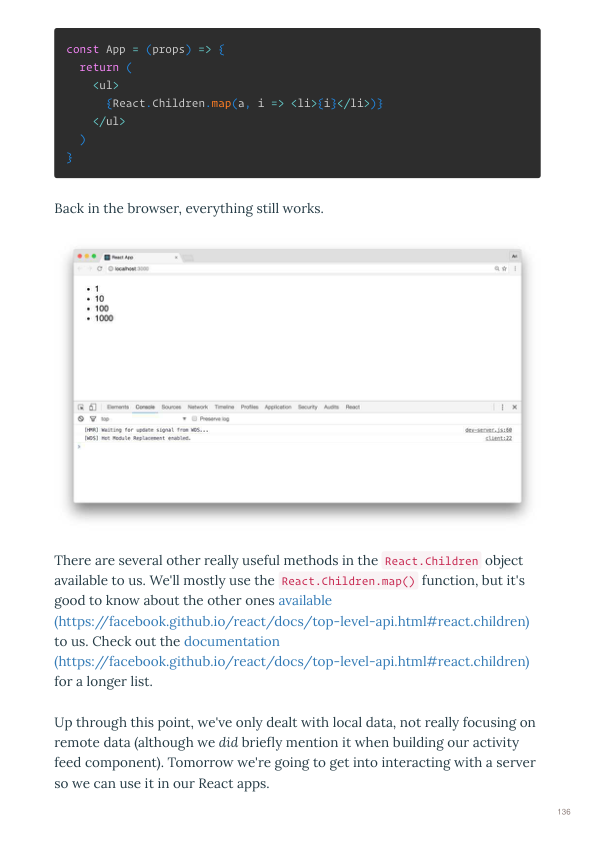 const App = (props) => {
  return (
    <ul>
      {React.Children.map(a, i => <li>{i}</li>)}
    </ul>
  )
}
Back in the browser, everything still works.
React App
localhost:3000
• 1
• 10
• 100
• 1000
Elements Console Sources Network Timeline Profiles Application Security Audits React
top Preserve log
[HMR] Waiting for update signal from WDS... dev-server.js:60
[WDS] Hot Module Replacement enabled. client:22
There are several other really useful methods in the React.Children object
available to us. We'll mostly use the React.Children.map() function, but it's
good to know about the other ones available
(https://facebook.github.io/react/docs/top-level-api.html#react.children)
to us. Check out the documentation
(https://facebook.github.io/react/docs/top-level-api.html#react.children)
for a longer list.
Up through this point, we've only dealt with local data, not really focusing on
remote data (although we did briefly mention it when building our activity
feed component). Tomorrow we're going to get into interacting with a server
so we can use it in our React apps.
136